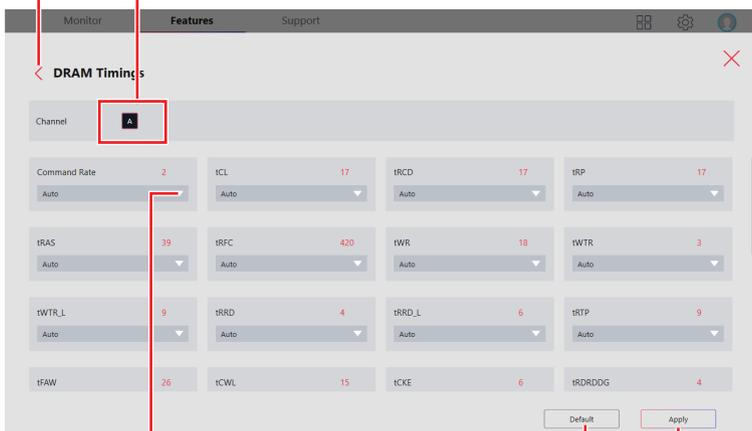 Monitor Features Support
DRAM Timings
Channel A
Command Rate 2 tCL 17 tRCD 17 tRP 17
Auto Auto Auto Auto
tRAS 39 tRFC 420 tWR 18 tWTR 3
Auto Auto Auto Auto
tWTR_L 9 tRRD 4 tRRD_L 6 tRTP 9
Auto Auto Auto Auto
tFAW 26 tCWL 15 tCKE 6 tRDRDDG 4
Default Apply